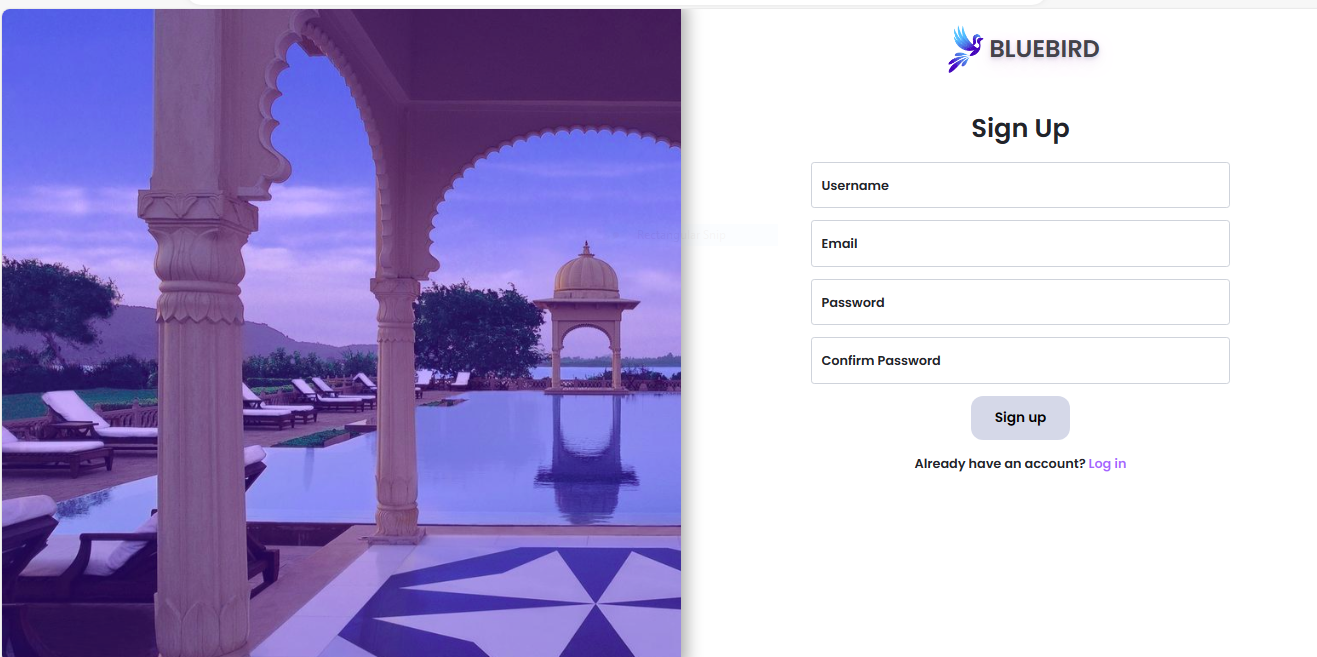 BLUEBIRD
Sign Up
Username
Email
Password
Confirm Password
Sign up
Already have an account? Log in